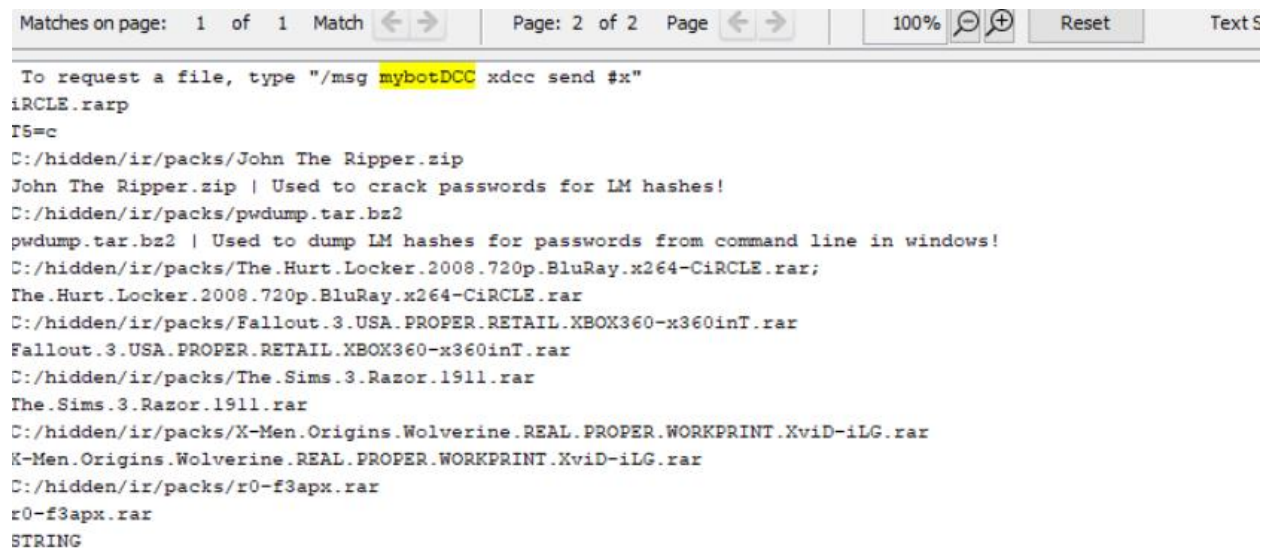 Matches on page: 1 of 1 Match Page: 2 of 2 Page 100% Reset Text S
To request a file, type "/msg mybotDCC xdcc send #x"
iRCLE.rarp
T5=c
C:/hidden/ir/packs/John The Ripper.zip
John The Ripper.zip | Used to crack passwords for LM hashes!
C:/hidden/ir/packs/pwdump.tar.bz2
pwdump.tar.bz2 | Used to dump LM hashes for passwords from command line in windows!
C:/hidden/ir/packs/The.Hurt.Locker.2008.720p.BluRay.x264-CiRCLE.rar;
The.Hurt.Locker.2008.720p.BluRay.x264-CiRCLE.rar
C:/hidden/ir/packs/Fallout.3.USA.PROPER.RETAIL.XBOX360-x360inT.rar
Fallout.3.USA.PROPER.RETAIL.XBOX360-x360inT.rar
C:/hidden/ir/packs/The.Sims.3.Razor.1911.rar
The.Sims.3.Razor.1911.rar
C:/hidden/ir/packs/X-Men.Origins.Wolverine.REAL.PROPER.WORKPRINT.XviD-iLG.rar
X-Men.Origins.Wolverine.REAL.PROPER.WORKPRINT.XviD-iLG.rar
C:/hidden/ir/packs/r0-f3apx.rar
r0-f3apx.rar
STRING